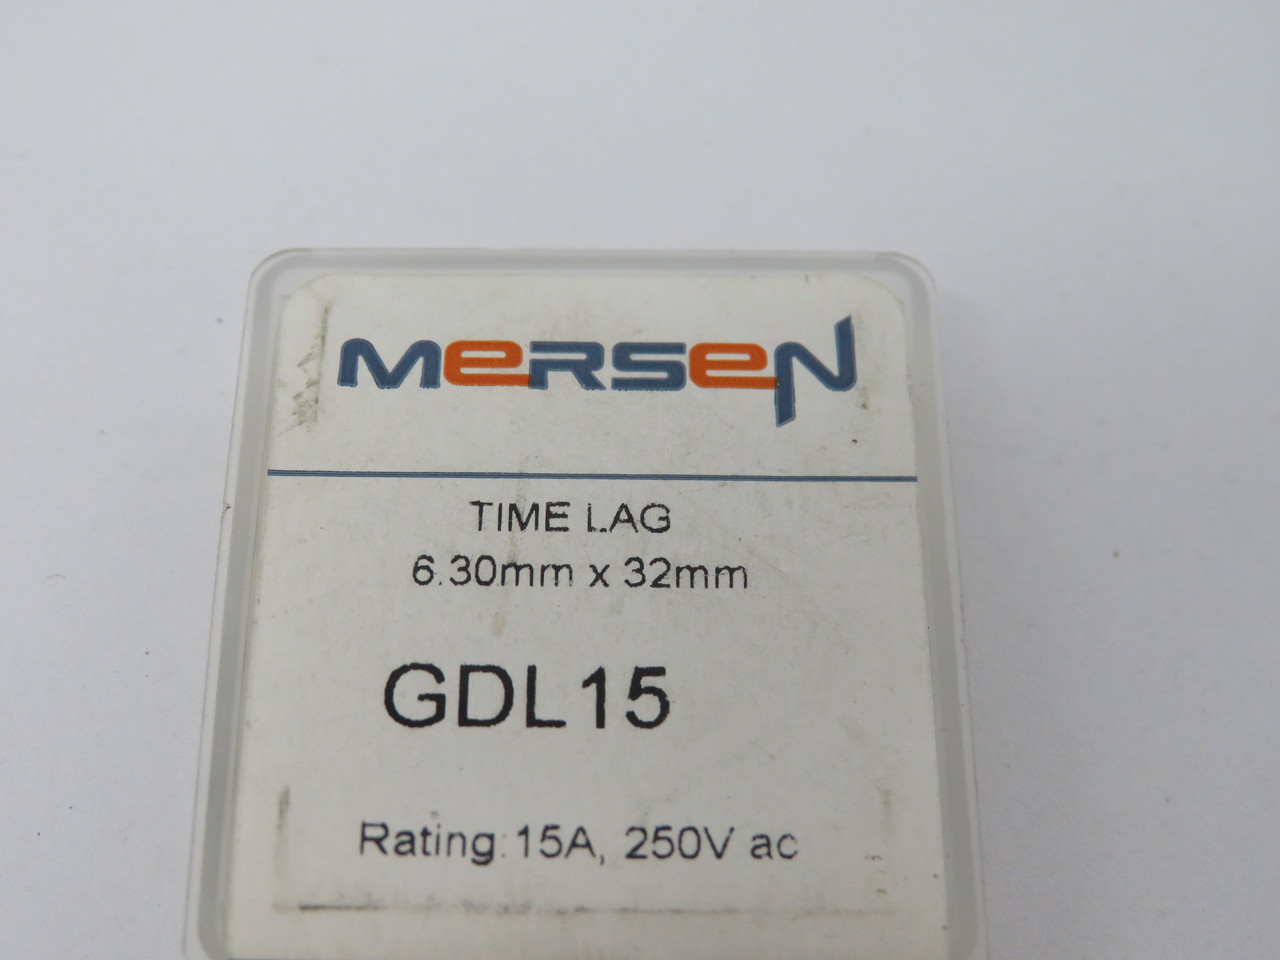 MERSEN
TIME LAG
6.30mm x 32mm
GDL15
Rating: 15A, 250V ac